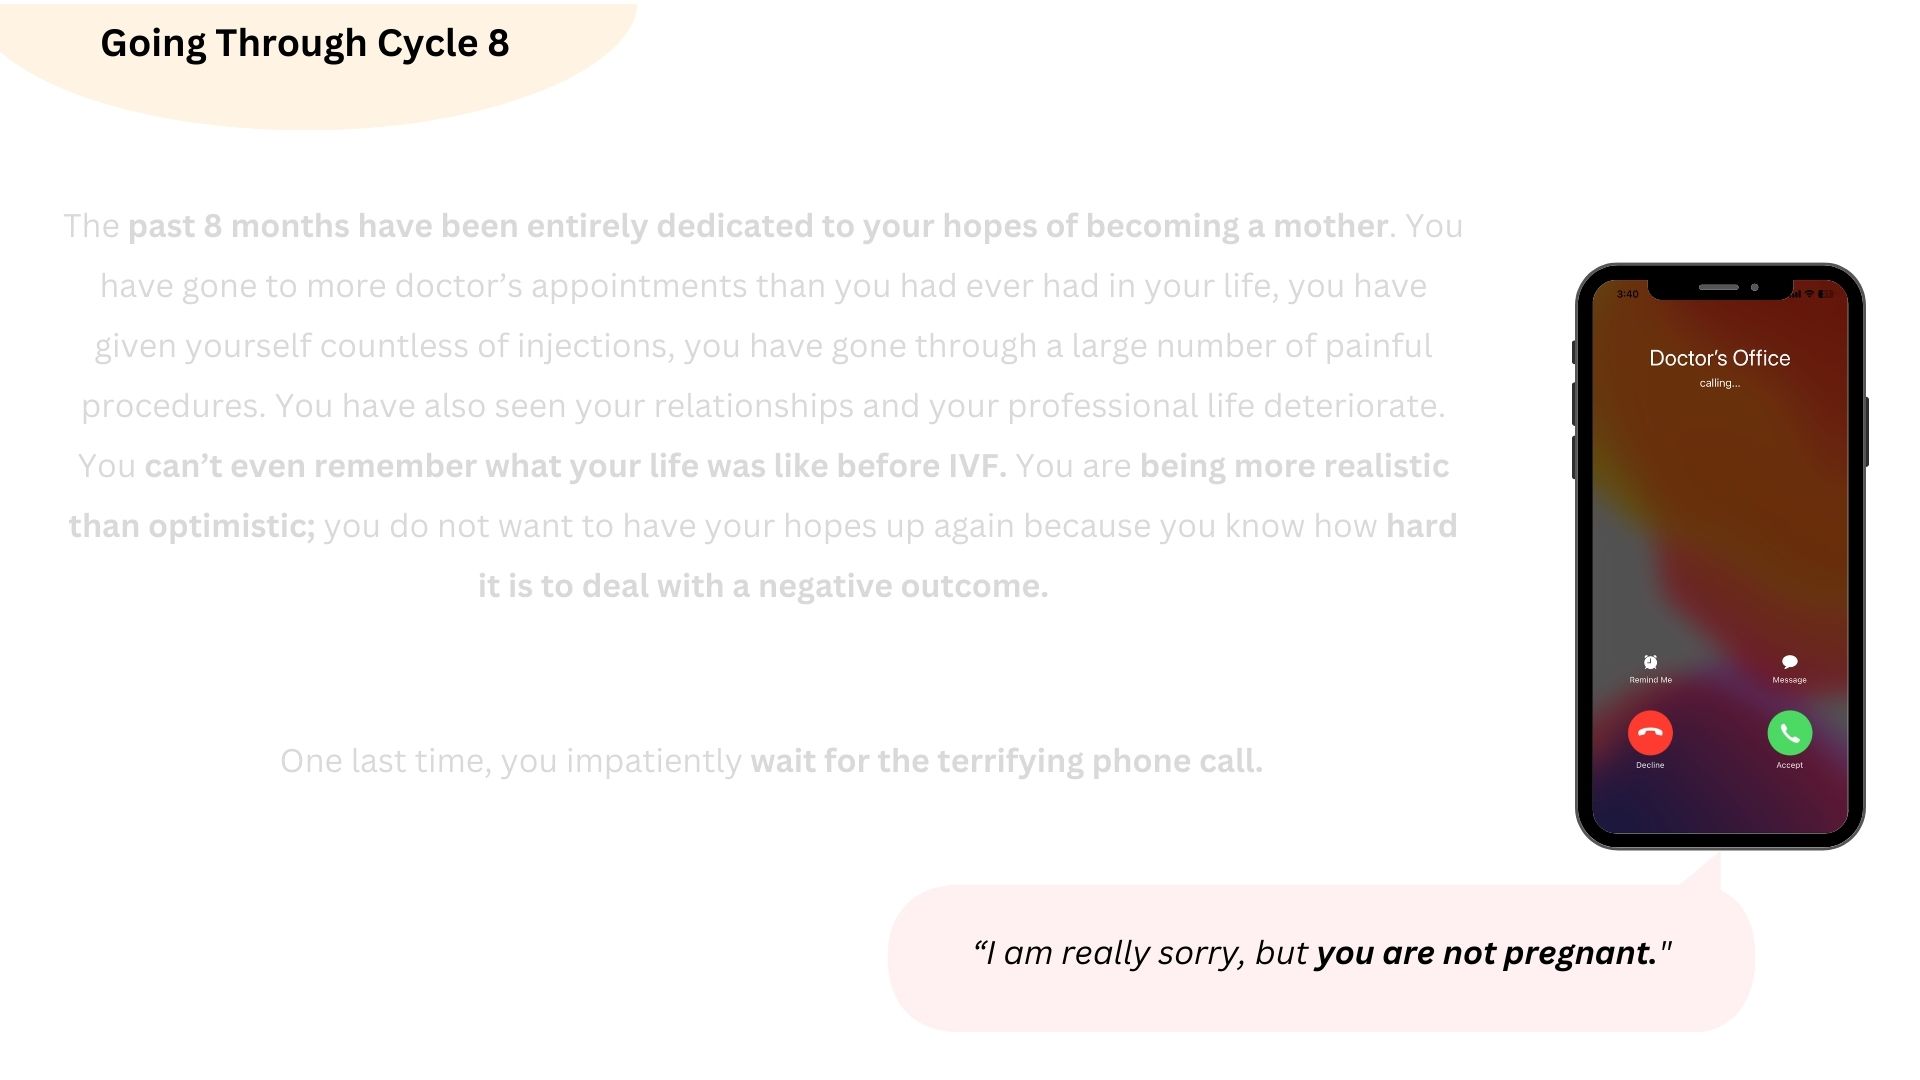 Going Through Cycle 8
The past 8 months have been entirely dedicated to your hopes of becoming a mother. You
have gone to more doctor’s appointments than you had ever had in your life, you have
given yourself countless of injections, you have gone through a large number of painful
procedures. You have also seen your relationships and your professional life deteriorate.
You can’t even remember what your life was like before IVF. You are being more realistic
than optimistic; you do not want to have your hopes up again because you know how hard
it is to deal with a negative outcome.
One last time, you impatiently wait for the terrifying phone call.
3:40
Doctor’s Office
calling...
Remind Me
Message
Decline
Accept
“I am really sorry, but you are not pregnant."